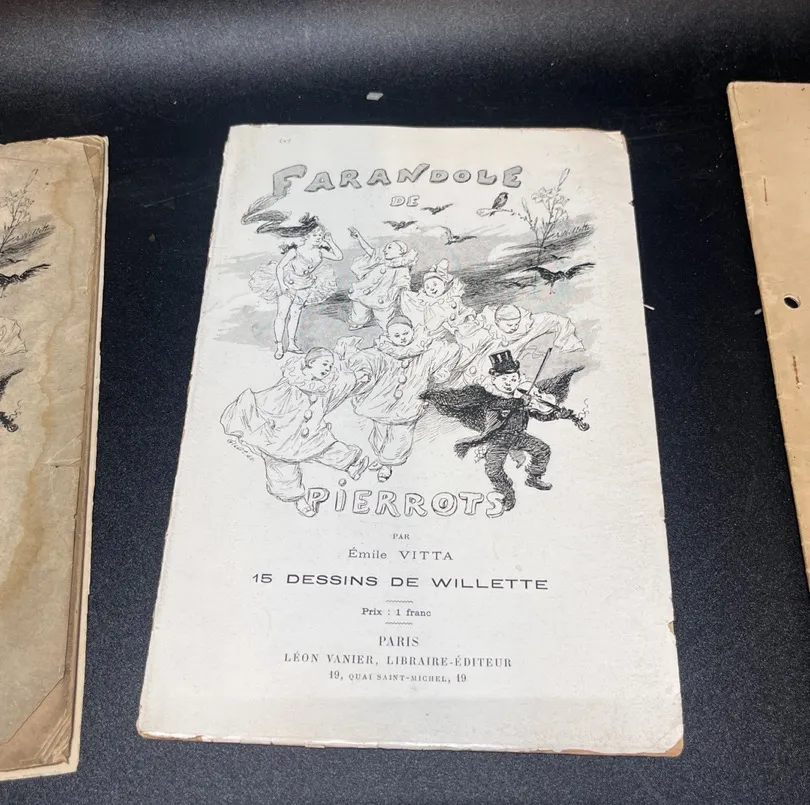 FARANDOLE
DE
PIERROTS
PAR
Émile VITTA
15 DESSINS DE WILLETTE
Prix : 1 franc
PARIS
LÉON VANIER, LIBRAIRE-ÉDITEUR
19, QUAI SAINT-MICHEL, 19